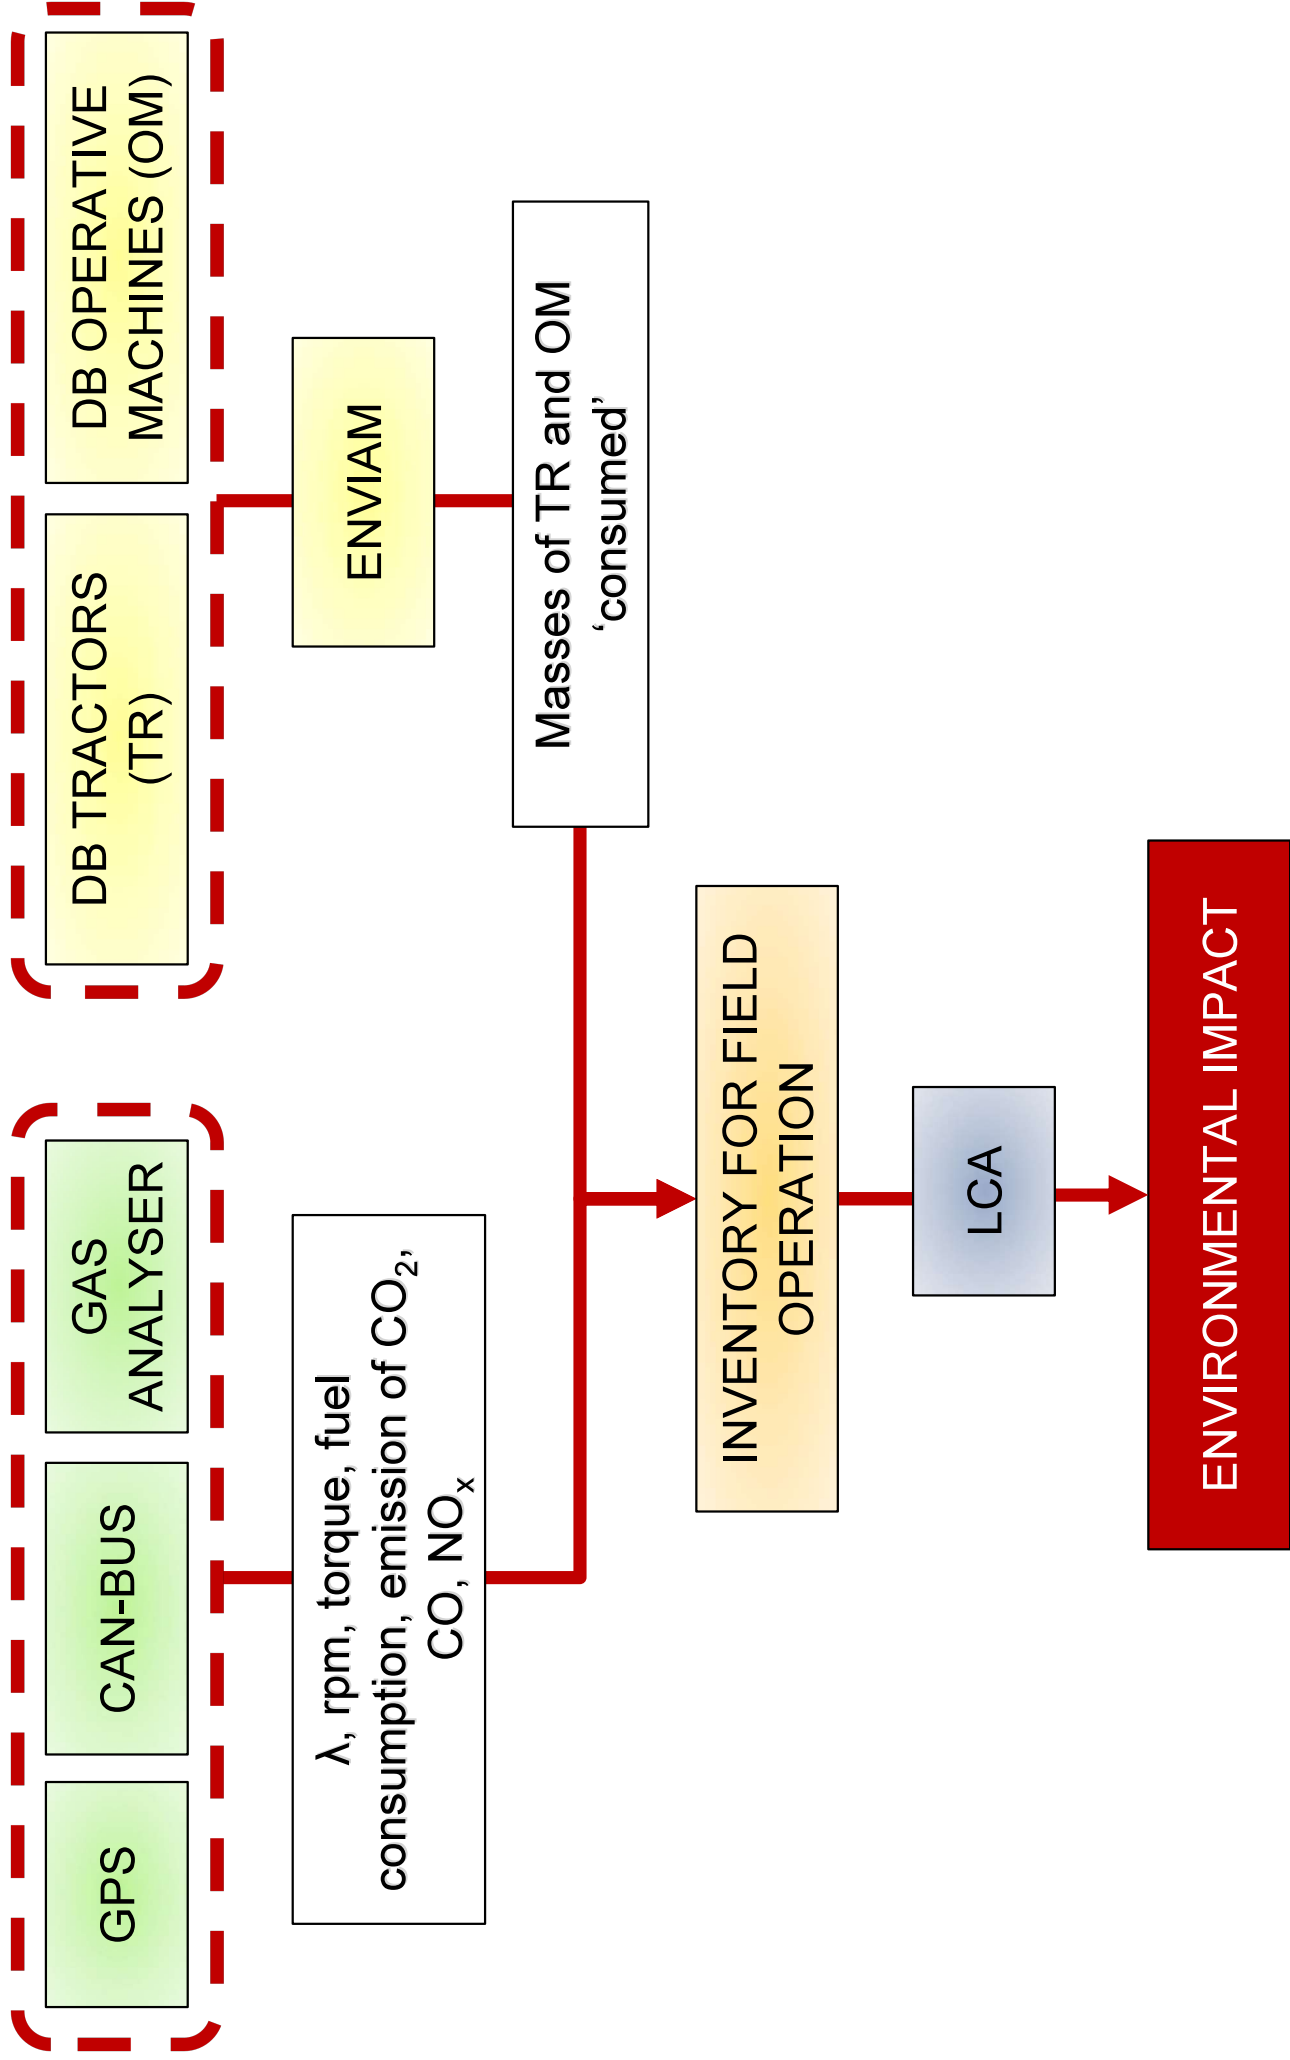 GPS
CAN-BUS
GAS
ANALYSER
DB TRACTORS
(TR)
DB OPERATIVE
MACHINES (OM)
λ, rpm, torque, fuel
consumption, emission of CO₂,
CO, NOₓ
ENVIAM
Masses of TR and OM
‘consumed’
INVENTORY FOR FIELD
OPERATION
LCA
ENVIRONMENTAL IMPACT